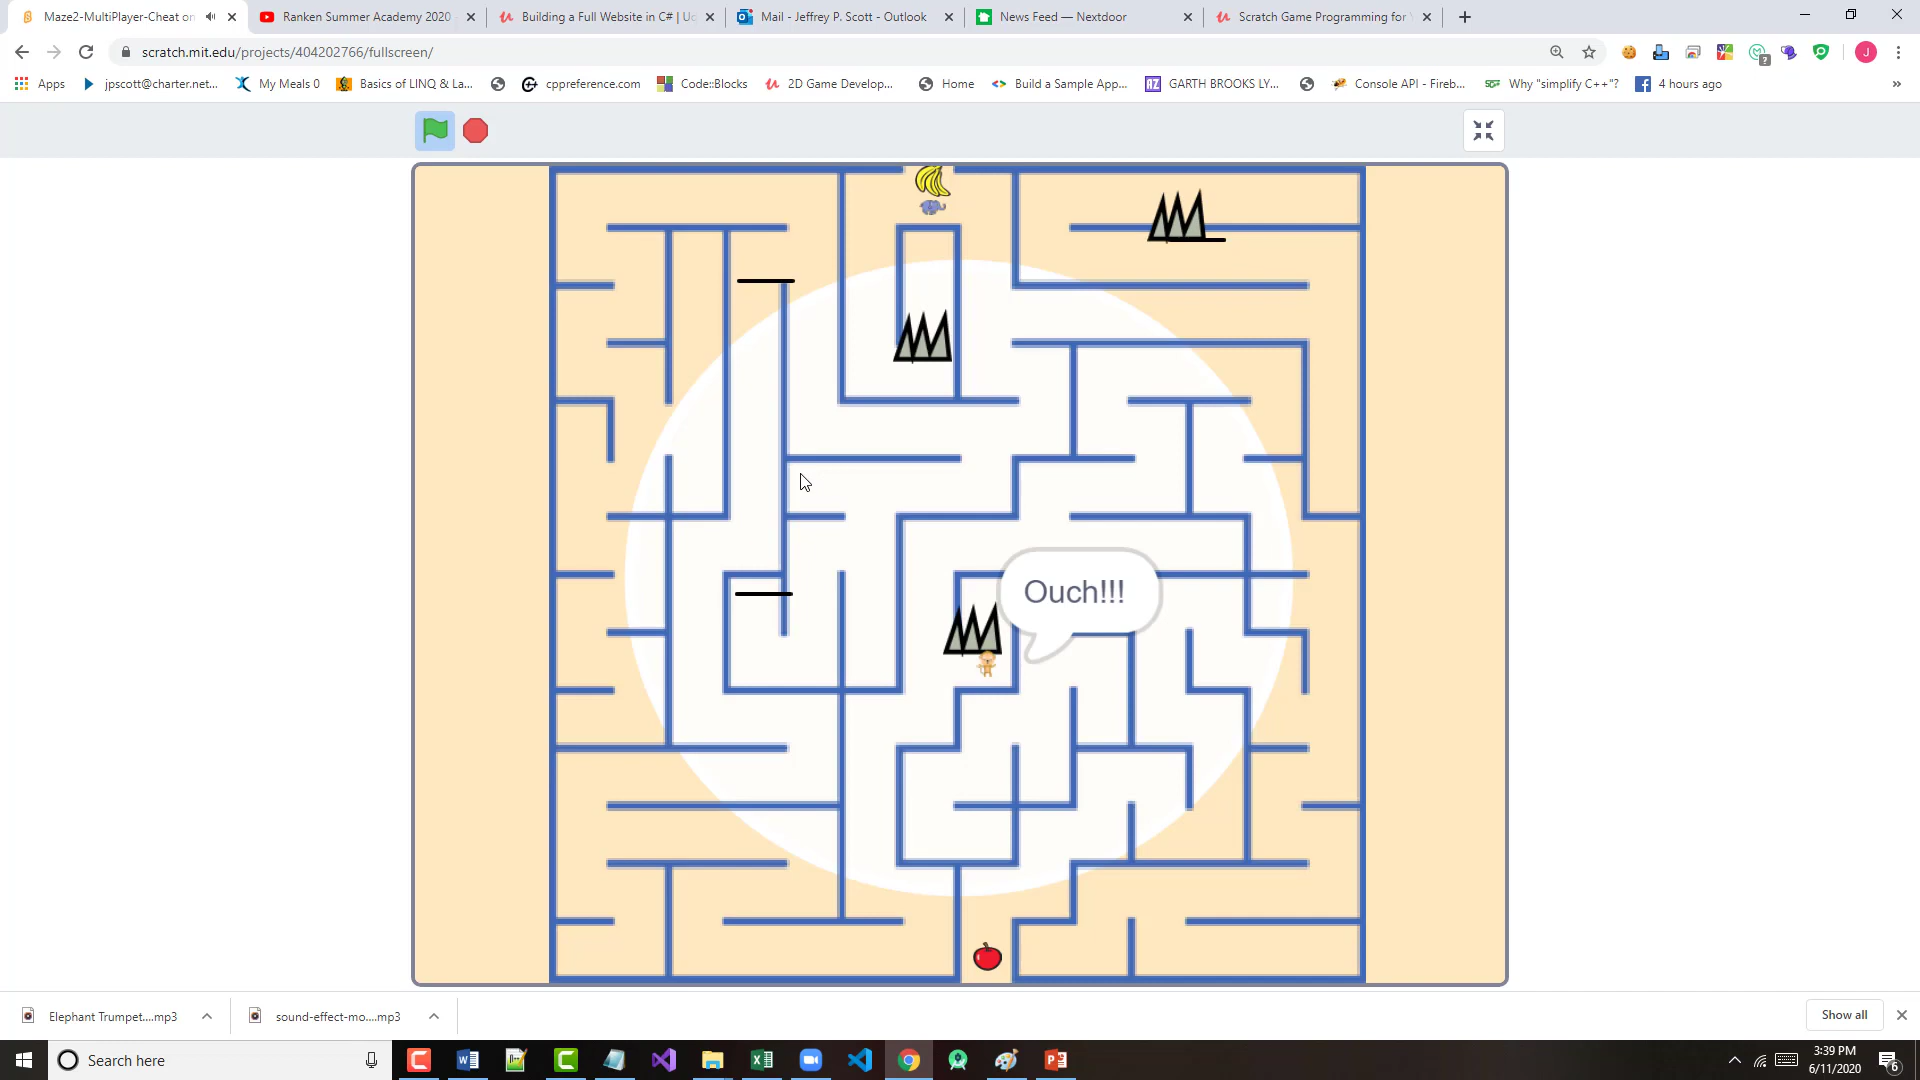 Maze2-MultiPlayer-Cheat on
Ranken Summer Academy 2020
Building a Full Website in C# | Ud
Mail - Jeffrey P. Scott - Outlook
News Feed — Nextdoor
Scratch Game Programming for Y
scratch.mit.edu/projects/404202766/fullscreen/
J
Apps
jpscott@charter.net...
My Meals 0
Basics of LINQ & La...
cppreference.com
Code::Blocks
2D Game Develop...
Home
Build a Sample App...
AZ
GARTH BROOKS LY...
Console API - Fireb...
Why "simplify C++"?
4 hours ago
»
Ouch!!!
Elephant Trumpet....mp3
sound-effect-mo....mp3
Show all
Search here
3:39 PM
6/11/2020
6